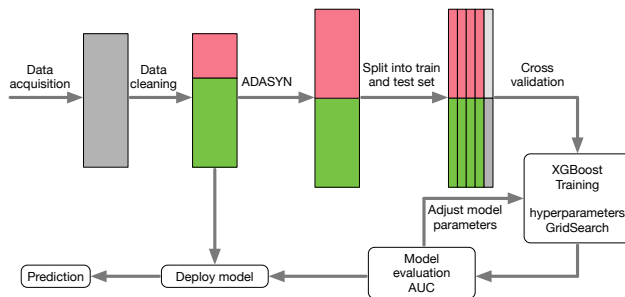 Data
acquisition
Data
cleaning
ADASYN
Split into train
and test set
Cross
validation
XGBoost
Training
hyperparameters
GridSearch
Adjust model
parameters
Model
evaluation
AUC
Deploy model
Prediction